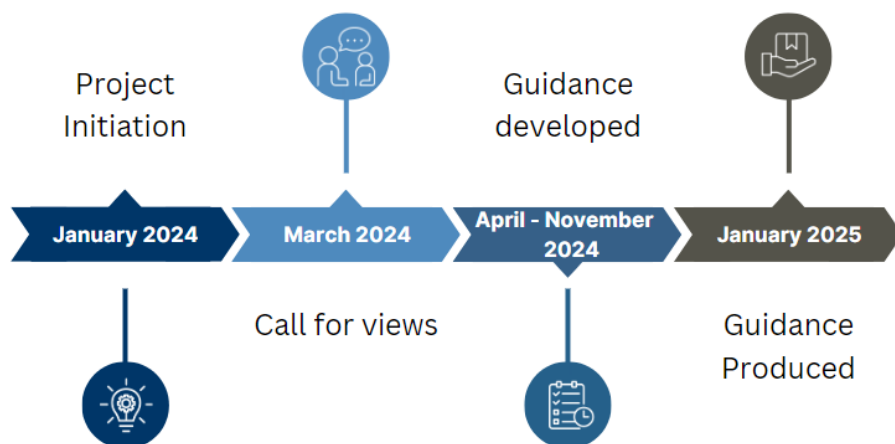 Project
Initiation
Guidance
developed
January 2024
March 2024
April - November
2024
January 2025
Call for views
Guidance
Produced